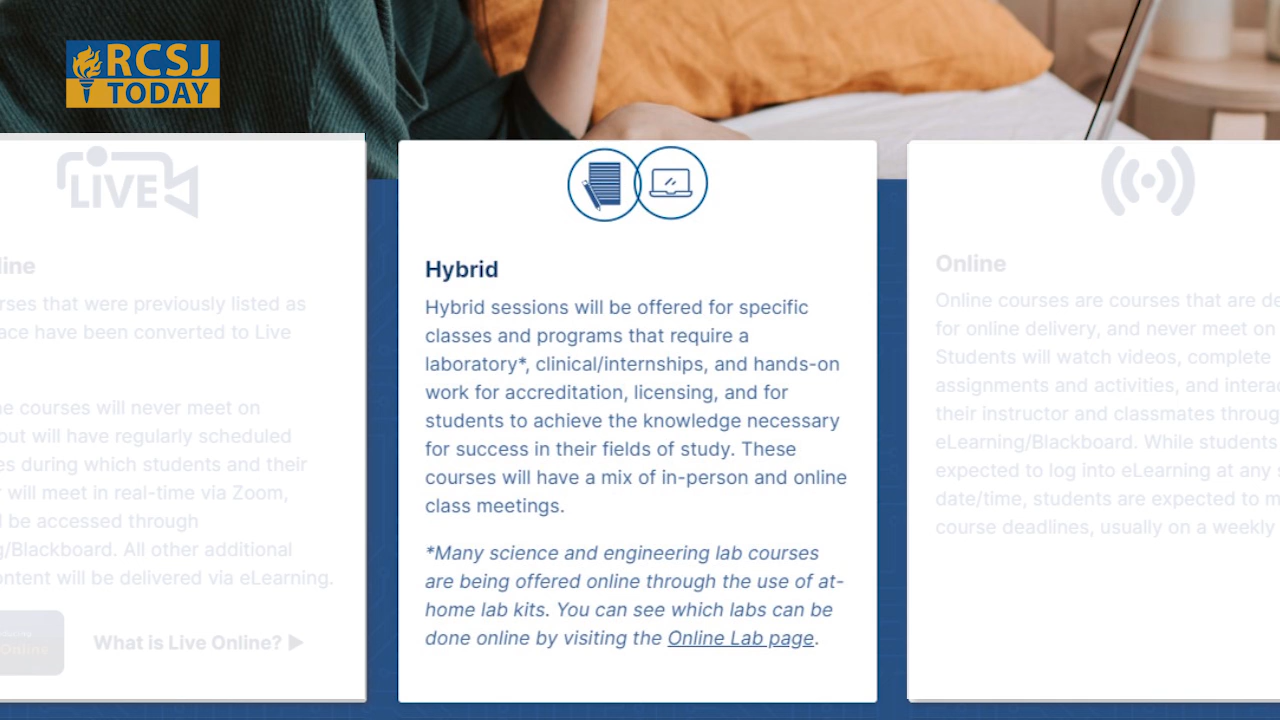 RCSJ
TODAY
LIVE
line
rses that were previously listed as
ace have been converted to Live
e courses will never meet on
out will have regularly scheduled
es during which students and their
r will meet in real-time via Zoom,
l be accessed through
g/Blackboard. All other additional
ontent will be delivered via eLearning.
Online
What is Live Online? ▶
Hybrid
Hybrid sessions will be offered for specific
classes and programs that require a
laboratory*, clinical/internships, and hands-on
work for accreditation, licensing, and for
students to achieve the knowledge necessary
for success in their fields of study. These
courses will have a mix of in-person and online
class meetings.
*Many science and engineering lab courses
are being offered online through the use of at-
home lab kits. You can see which labs can be
done online by visiting the Online Lab page.
Online
Online courses are courses that are de
for online delivery, and never meet on
Students will watch videos, complete
assignments and activities, and interac
their instructor and classmates throug
eLearning/Blackboard. While students
expected to log into eLearning at any s
date/time, students are expected to m
course deadlines, usually on a weekly